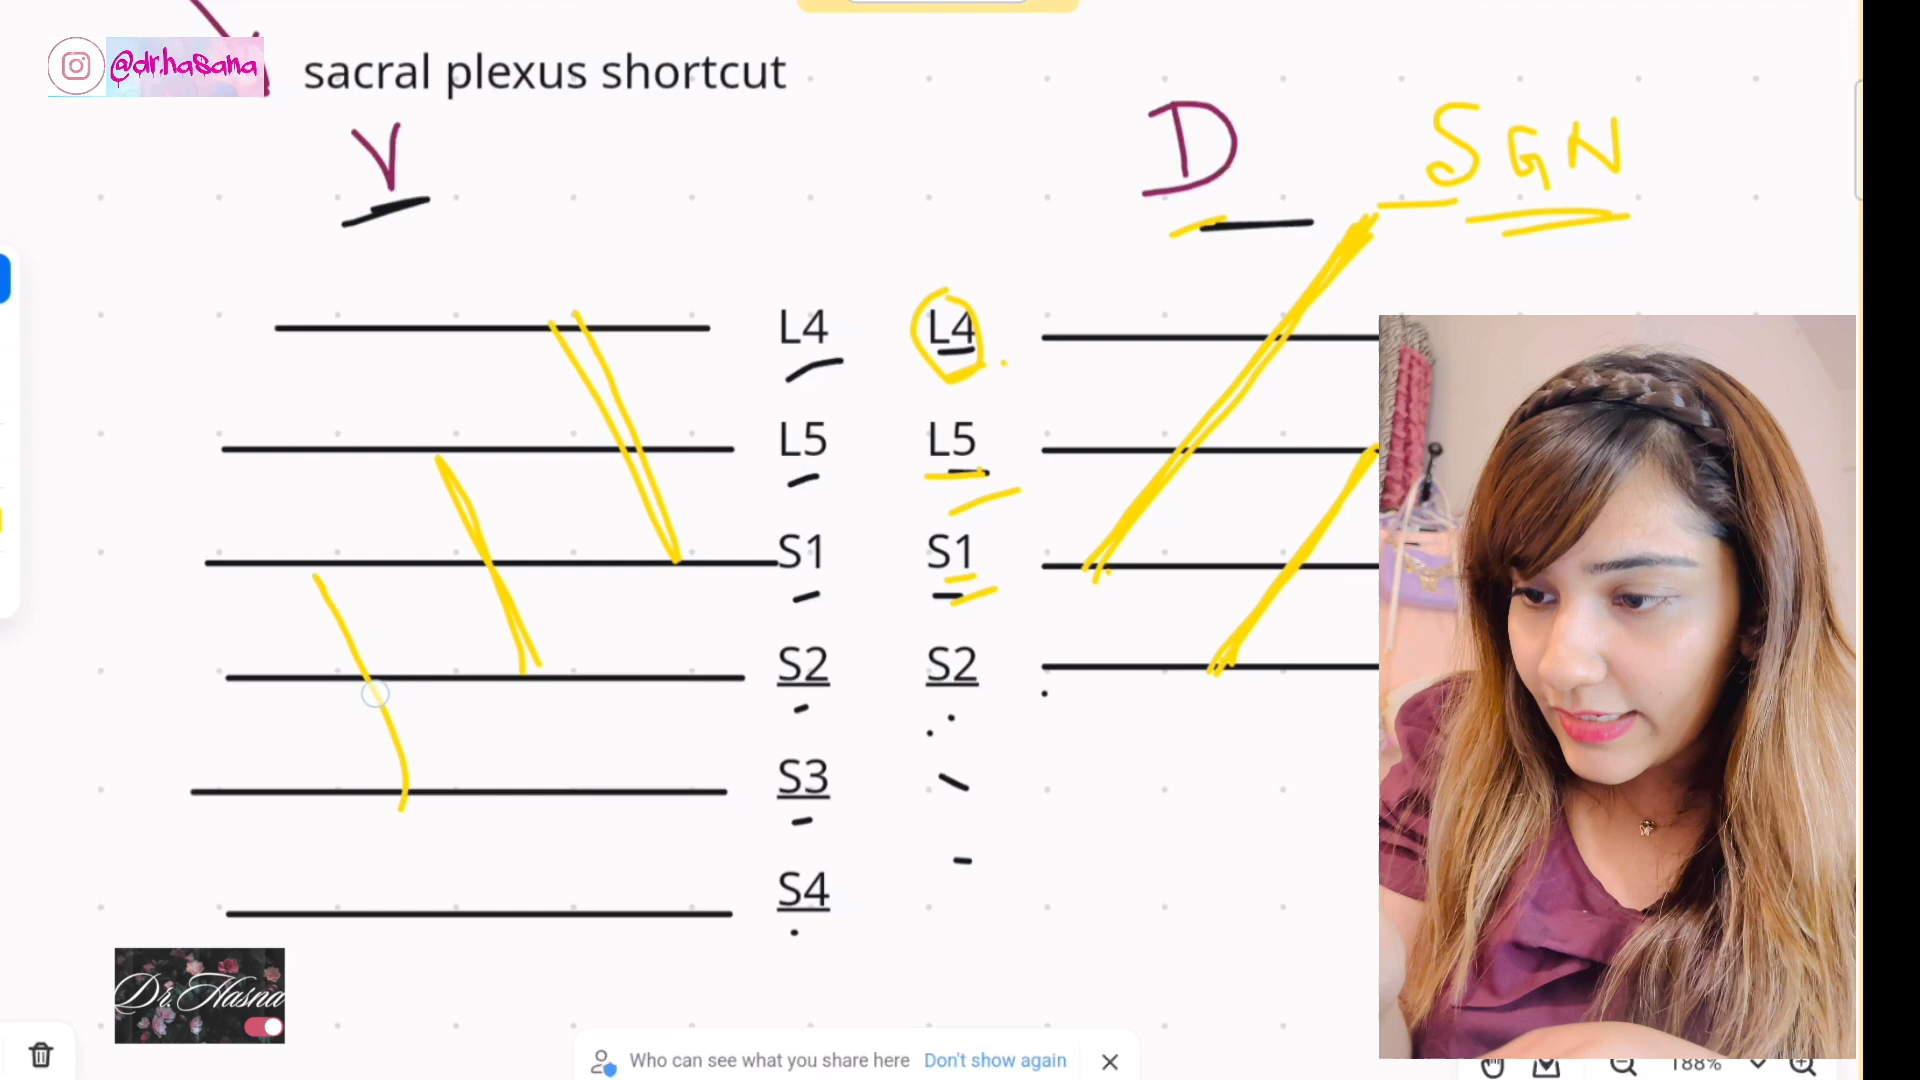 @dr.hasana
sacral plexus shortcut
V
D
SGN
L4 L4
L5 L5
S1 S1
S2 S2
S3
S4
Dr. Hasna
Who can see what you share here Don't show again
188%